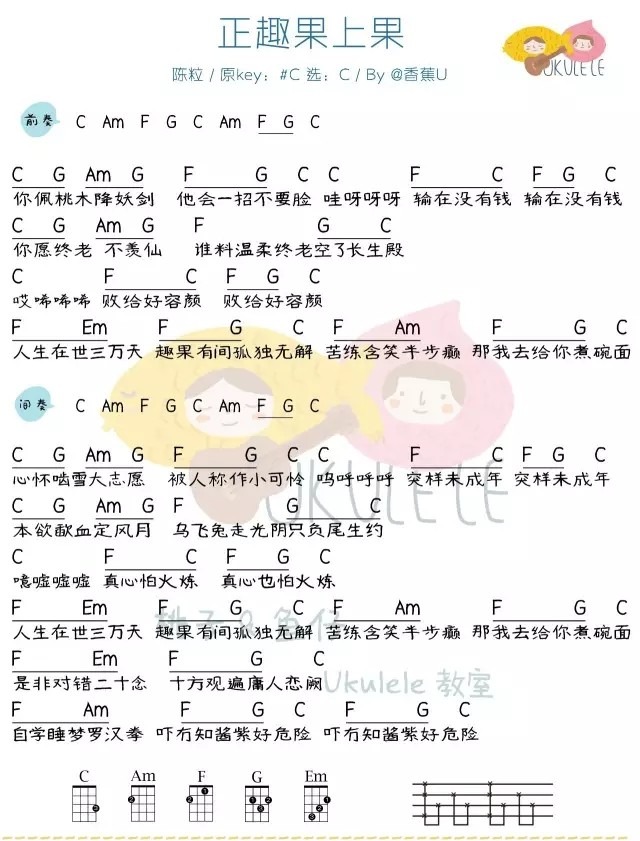 正趣果上果
UKULELE
陈粒 / 原key：#C 选：C / By @香蕉U
前奏 C Am F G C Am F G C
C G Am G F G C C F C F G C
你佩桃木降妖剑 他会一招不要脸 哇呀呀呀 输在没有钱 输在没有钱
C G Am G F G C
你愿终老 不羡仙 谁料温柔终老空了长生殿
C F C F G C
哎唏唏唏 败给好容颜 败给好容颜
F Em F G C F Am F G C
人生在世三万天 趣果有间孤独无解 苦练含笑半步癫 那我去给你煮碗面
间奏 C Am F G C Am F G C
C G Am G F G C C F C F G C
心怀啮雪大志愿 被人称作小可怜 呜呼呼呼 突样未成年 突样未成年
UKULELE
C G Am G F G C
本欲歃血定风月 乌飞兔走光阴只负尾生约
C F C F G C
噫嘘嘘嘘 真心怕火炼 真心也怕火炼
F Em F G C F Am F G C
桃子&鱼仔
人生在世三万天 趣果有间孤独无解 苦练含笑半步癫 那我去给你煮碗面
F Em F G C
是非对错二十念 十方观遍庸人恋阙
Ukulele 教室
F Am F G C F G C
自学睡梦罗汉拳 吓冇知酱紫好危险 吓冇知酱紫好危险
C Am F G Em